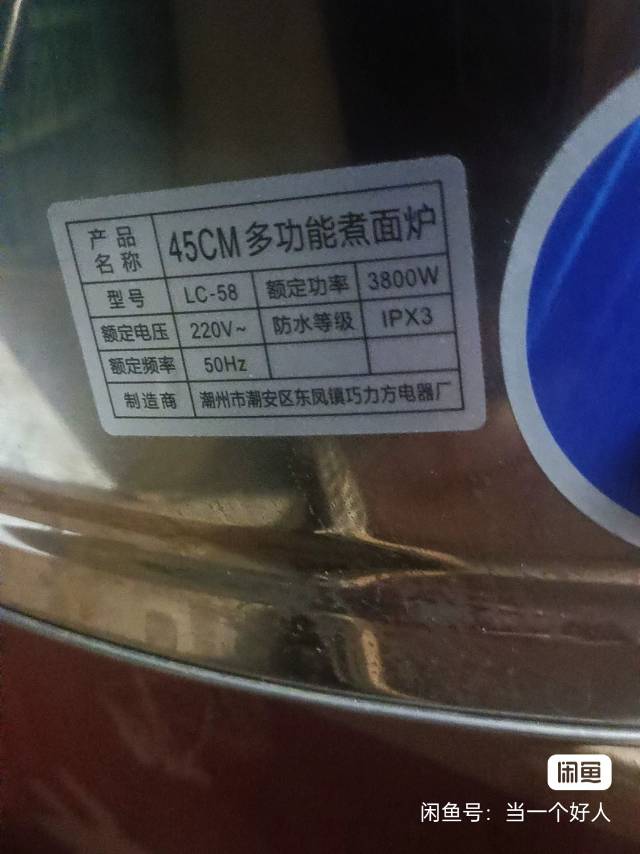 产品名称 45CM多功能煮面炉
型号 LC-58 额定功率 3800W
额定电压 220V~ 防水等级 IPX3
额定频率 50Hz
制造商 潮州市潮安区东凤镇巧力方电器厂
闲鱼
闲鱼号：当一个好人